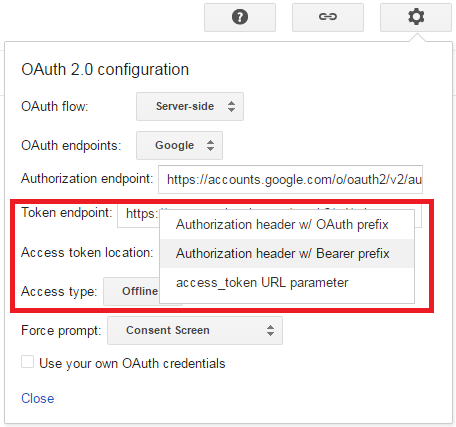 OAuth 2.0 configuration
OAuth flow: Server-side
OAuth endpoints: Google
Authorization endpoint: https://accounts.google.com/o/oauth2/v2/au
Token endpoint: https:
Authorization header w/ OAuth prefix
Access token location: Authorization header w/ Bearer prefix
access_token URL parameter
Access type: Offline
Force prompt: Consent Screen
Use your own OAuth credentials
Close